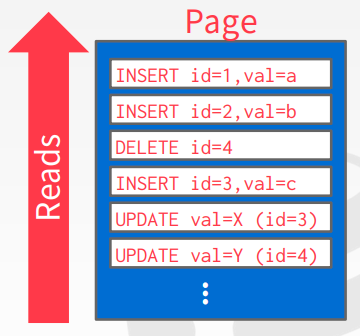 Page
Reads
INSERT id=1,val=a
INSERT id=2,val=b
DELETE id=4
INSERT id=3,val=c
UPDATE val=X (id=3)
UPDATE val=Y (id=4)
⋮